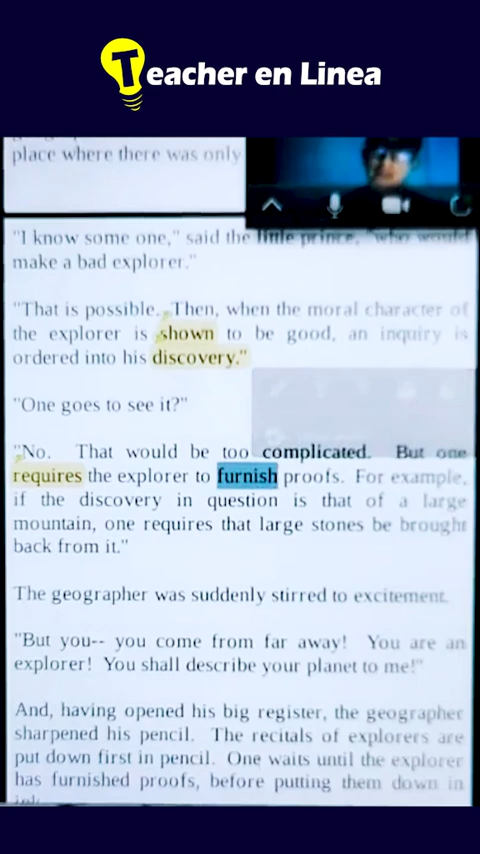 Teacher en Linea
place where there was only
"I know some one," said the little prince, "who would
make a bad explorer."
"That is possible. Then, when the moral character of
the explorer is shown to be good, an inquiry is
ordered into his discovery."
"One goes to see it?"
"No. That would be too complicated. But one
requires the explorer to furnish proofs. For example,
if the discovery in question is that of a large
mountain, one requires that large stones be brought
back from it."
The geographer was suddenly stirred to excitement.
"But you-- you come from far away! You are an
explorer! You shall describe your planet to me!"
And, having opened his big register, the geographer
sharpened his pencil. The recitals of explorers are
put down first in pencil. One waits until the explorer
has furnished proofs, before putting them down in